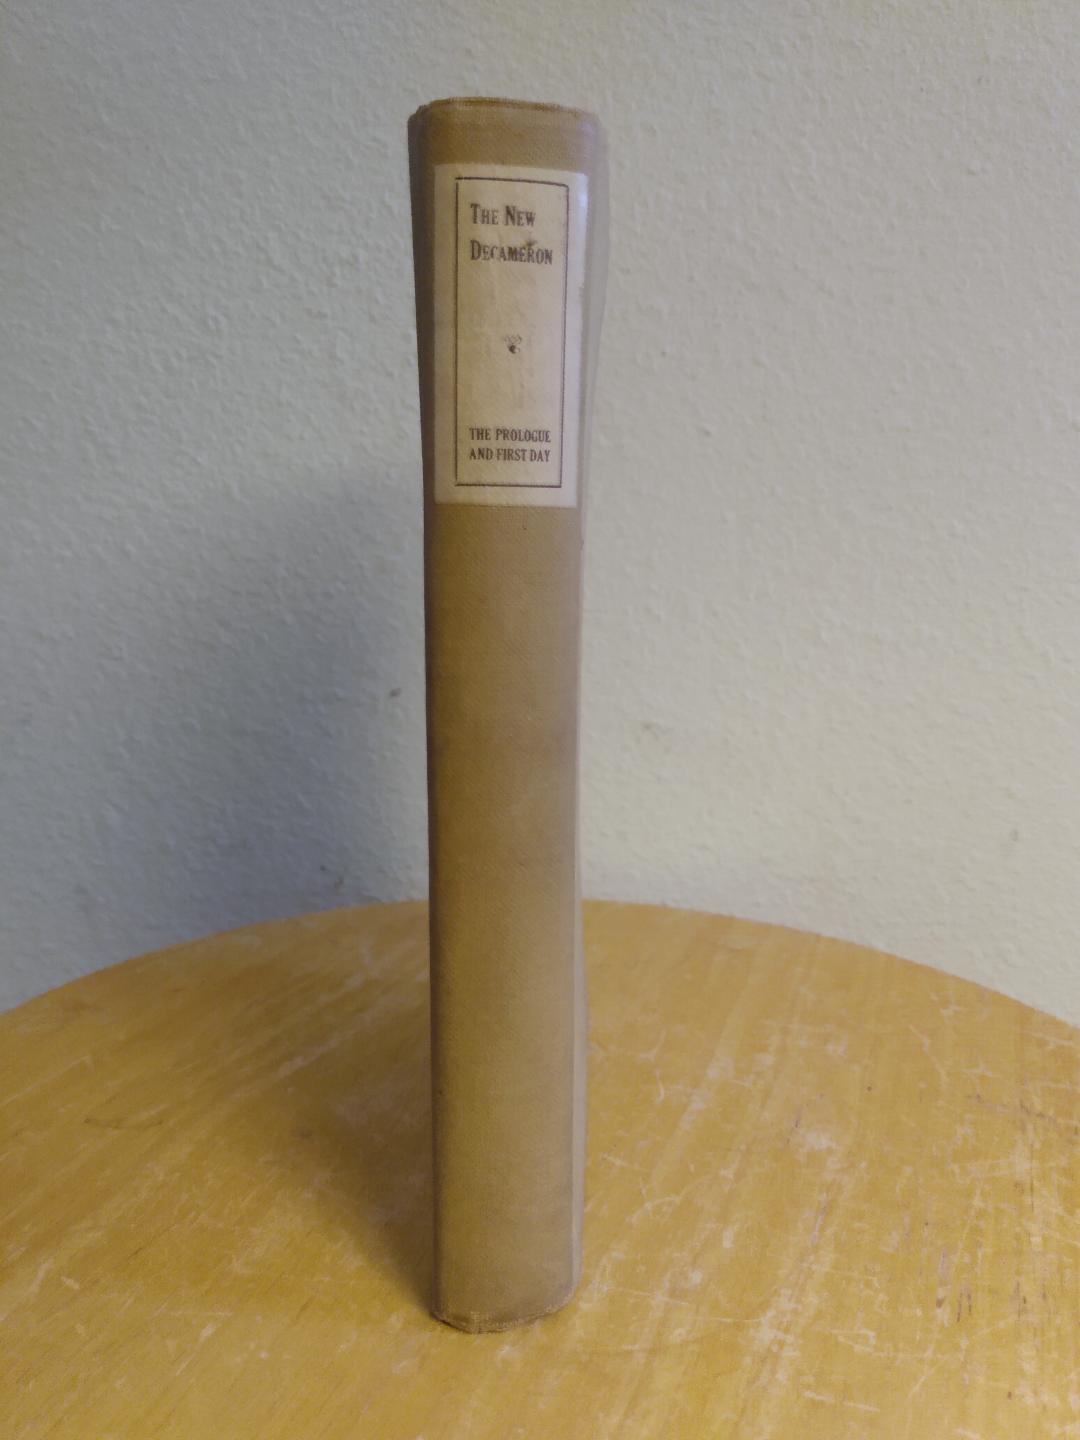 The New
Decameron
THE PROLOGUE
AND FIRST DAY